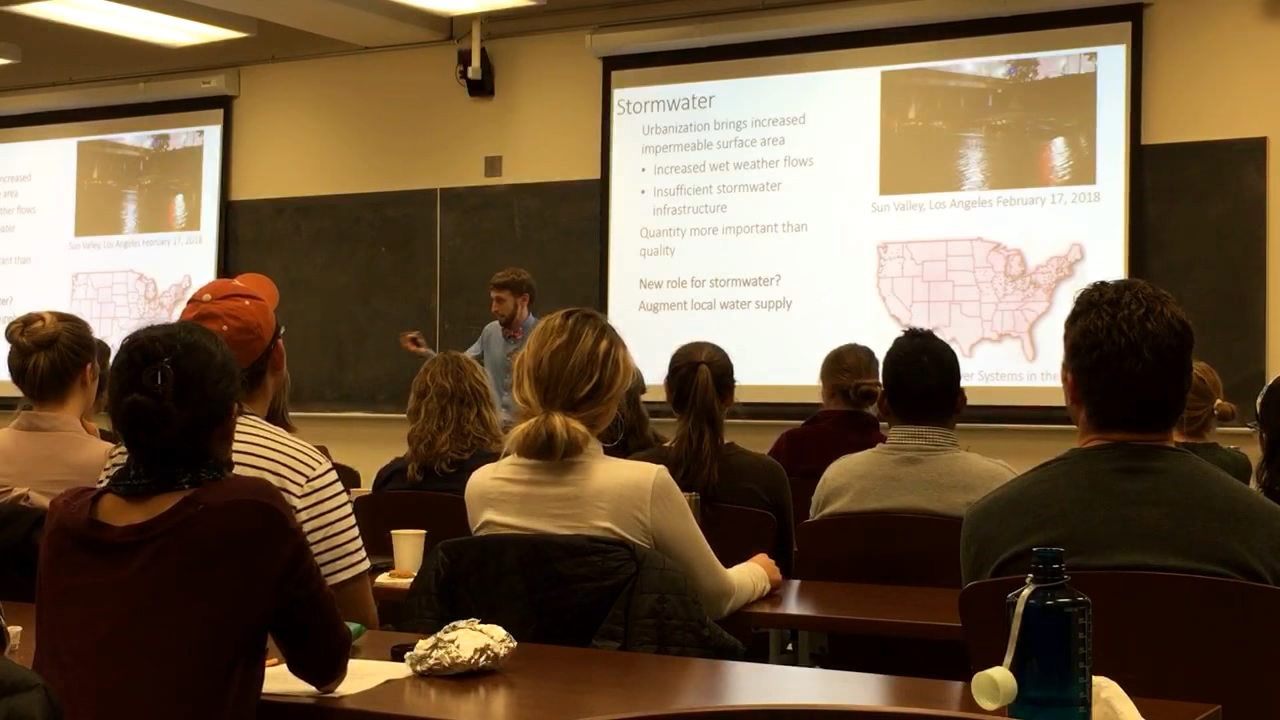 Stormwater
Urbanization brings increased
impermeable surface area
• Increased wet weather flows
• Insufficient stormwater
infrastructure
Quantity more important than
quality
New role for stormwater?
Augment local water supply
Sun Valley, Los Angeles February 17, 2018
er Systems in the
ncreased
area
ther flows
water
tant than
r?
Sun Valley, Los Angeles February 17, 2018